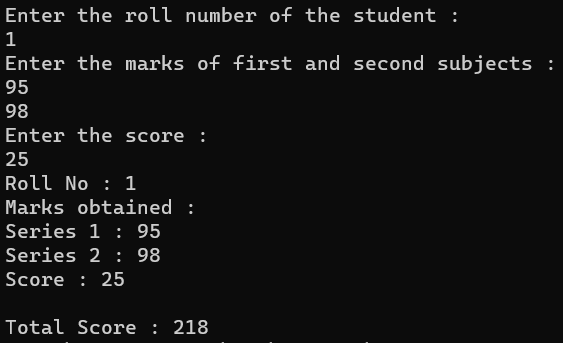 Enter the roll number of the student :
1
Enter the marks of first and second subjects :
95
98
Enter the score :
25
Roll No : 1
Marks obtained :
Series 1 : 95
Series 2 : 98
Score : 25
Total Score : 218